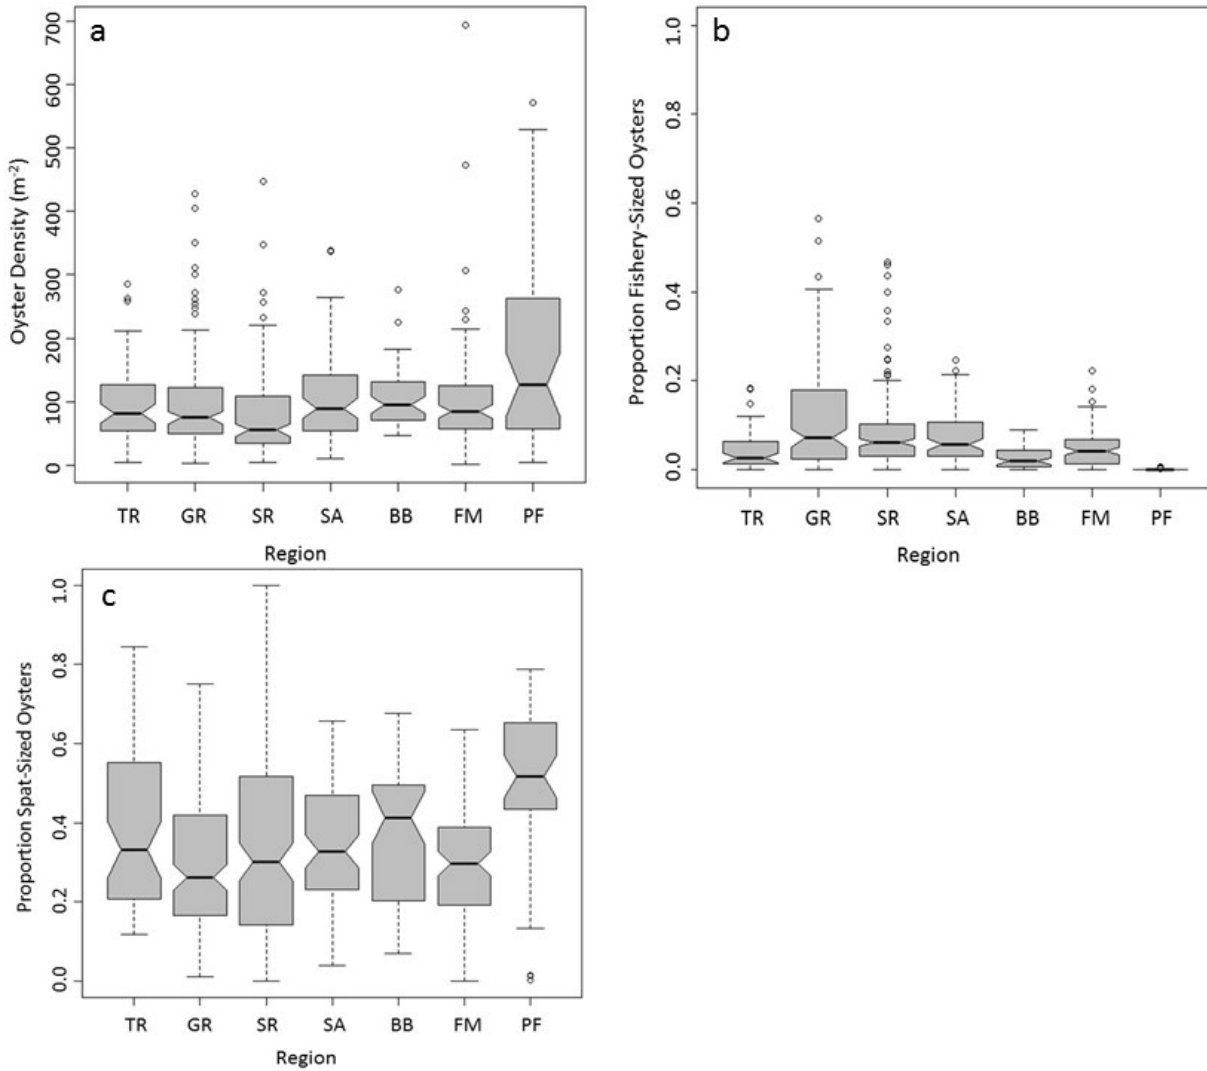 a
Oyster Density (m-2)
700
600
500
400
300
200
100
0
TR GR SR SA BB FM PF
Region
b
Proportion Fishery-Sized Oysters
1.0
0.8
0.6
0.4
0.2
0.0
TR GR SR SA BB FM PF
Region
c
Proportion Spat-Sized Oysters
1.0
0.8
0.6
0.4
0.2
0.0
TR GR SR SA BB FM PF
Region